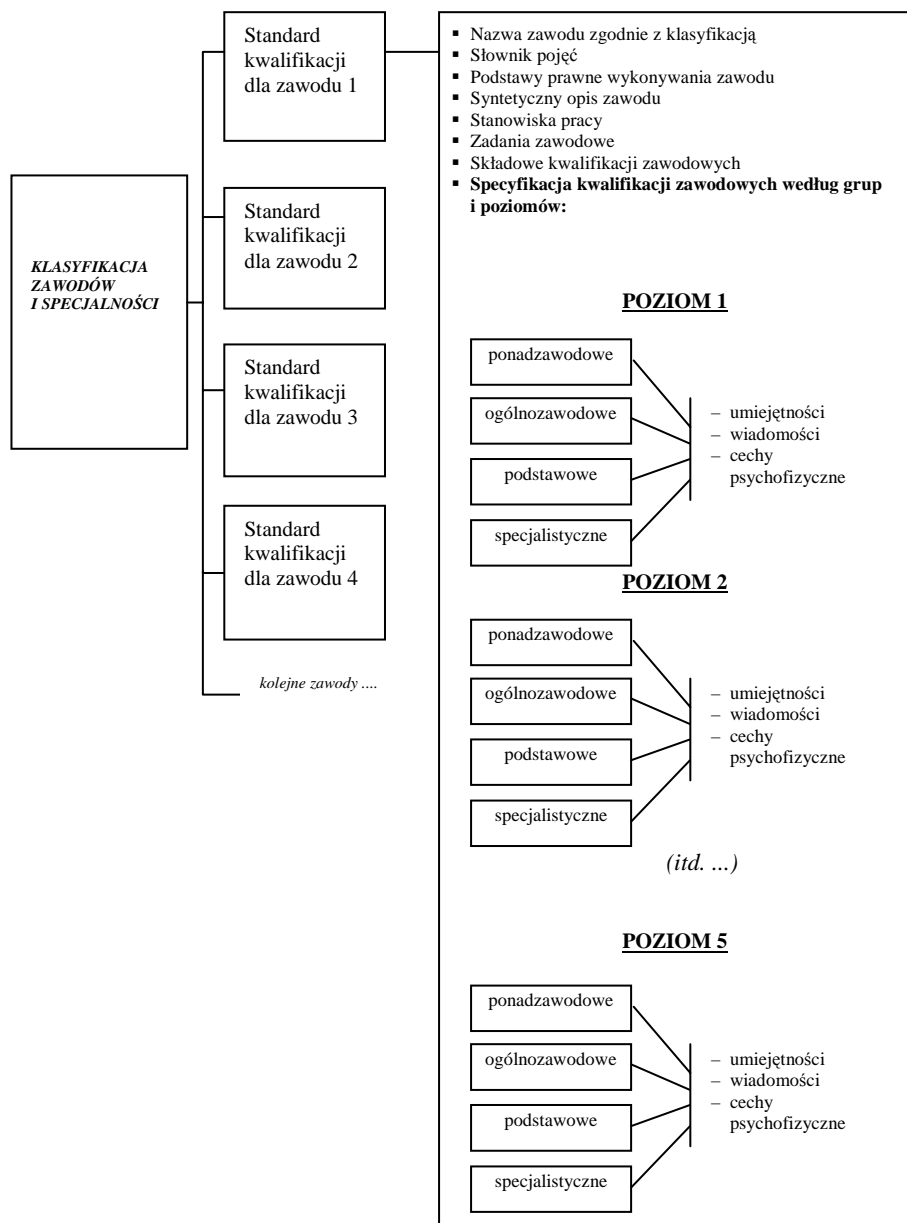 KLASYFIKACJA
ZAWODÓW
I SPECJALNOŚCI
Standard
kwalifikacji
dla zawodu 1
Standard
kwalifikacji
dla zawodu 2
Standard
kwalifikacji
dla zawodu 3
Standard
kwalifikacji
dla zawodu 4
kolejne zawody ....
▪ Nazwa zawodu zgodnie z klasyfikacją
▪ Słownik pojęć
▪ Podstawy prawne wykonywania zawodu
▪ Syntetyczny opis zawodu
▪ Stanowiska pracy
▪ Zadania zawodowe
▪ Składowe kwalifikacji zawodowych
▪ Specyfikacja kwalifikacji zawodowych według grup
i poziomów:
POZIOM 1
ponadzawodowe
ogólnozawodowe
podstawowe
specjalistyczne
– umiejętności
– wiadomości
– cechy
psychofizyczne
POZIOM 2
ponadzawodowe
ogólnozawodowe
podstawowe
specjalistyczne
– umiejętności
– wiadomości
– cechy
psychofizyczne
(itd. ...)
POZIOM 5
ponadzawodowe
ogólnozawodowe
podstawowe
specjalistyczne
– umiejętności
– wiadomości
– cechy
psychofizyczne